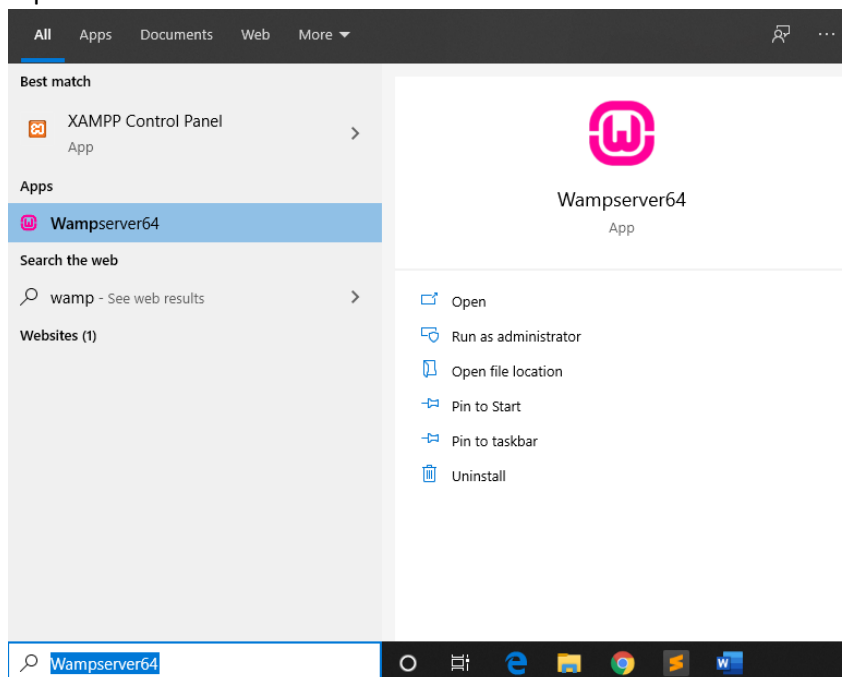 All Apps Documents Web More
Best match
XAMPP Control Panel
App
Apps
Wampserver64
Search the web
wamp - See web results
Websites (1)
Wampserver64
App
Open
Run as administrator
Open file location
Pin to Start
Pin to taskbar
Uninstall
Wampserver64